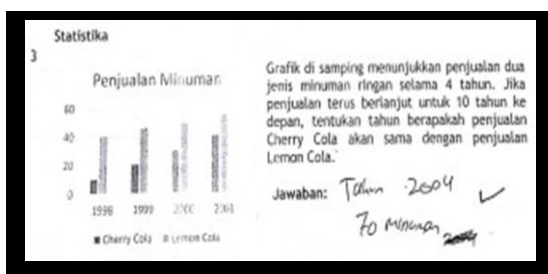 Statistika
3
Penjualan Minuman
60
40
20
0
1998 1999 2000 2001
Cherry Cola Lemon Cola
Grafik di samping menunjukkan penjualan dua
jenis minuman ringan selama 4 tahun. Jika
penjualan terus berlanjut untuk 10 tahun ke
depan, tentukan tahun berapakah penjualan
Cherry Cola akan sama dengan penjualan
Lemon Cola.
Jawaban: Tahun 2004
70 minuman